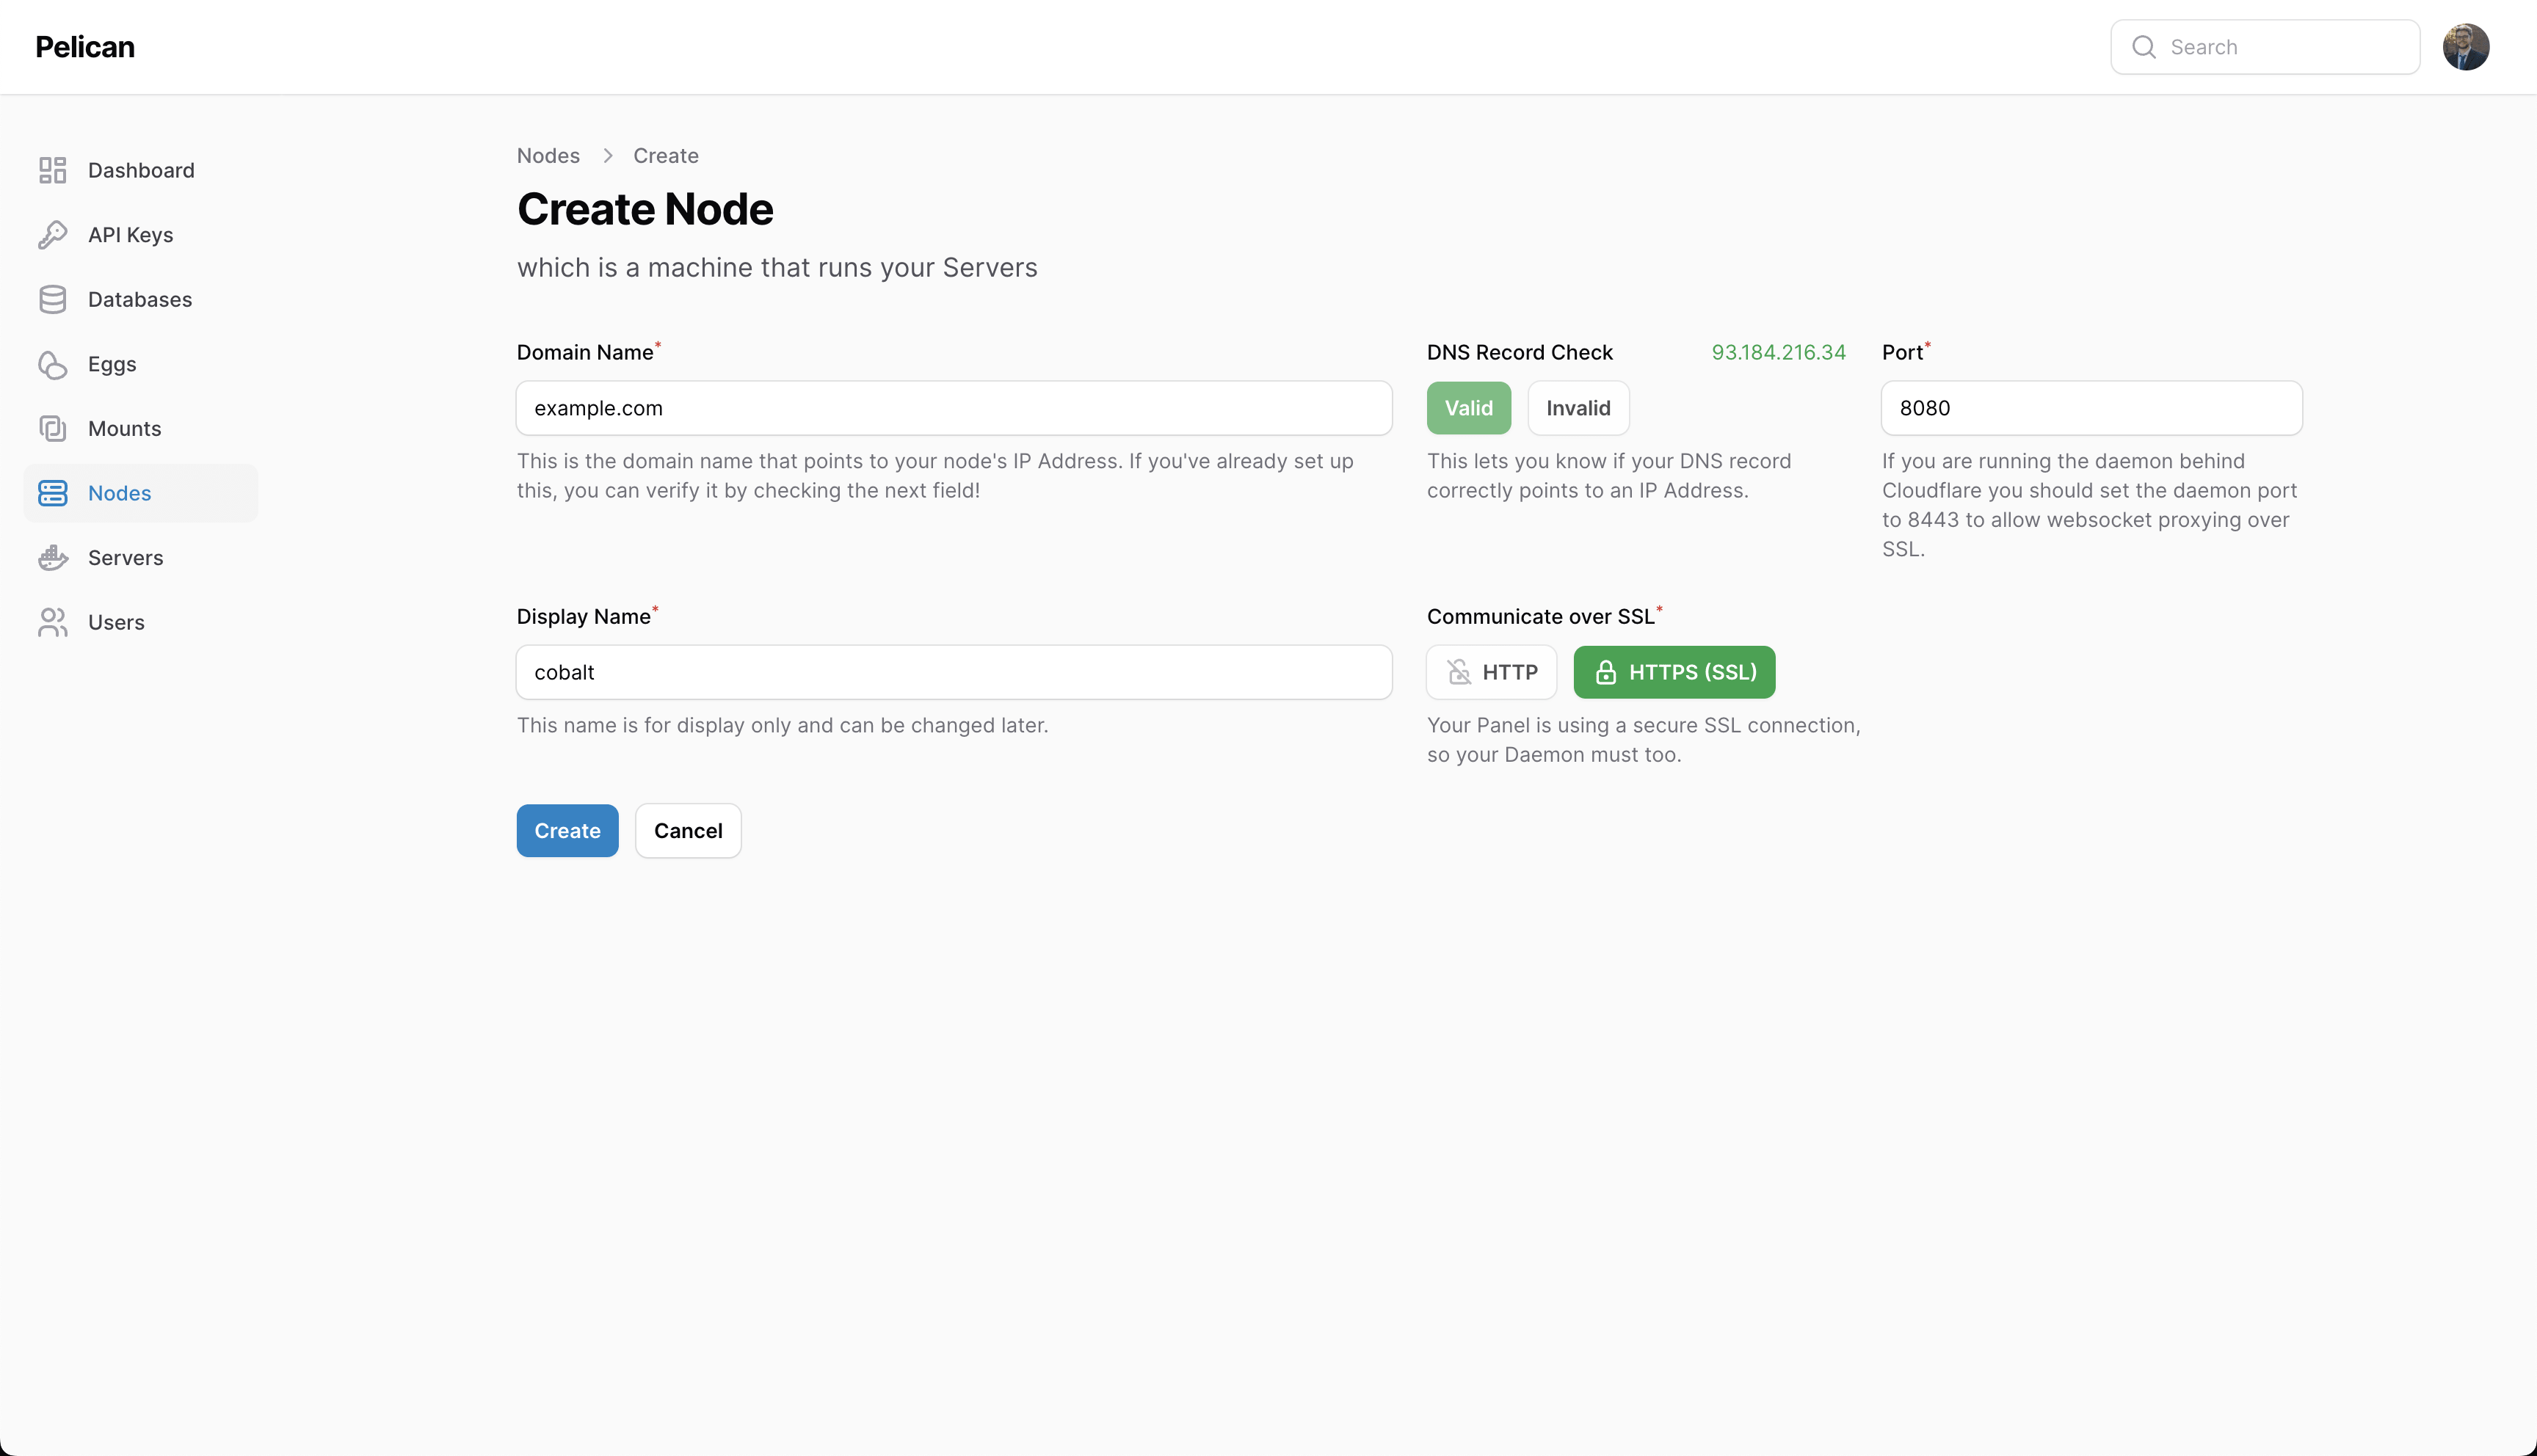 Pelican
Search
Dashboard
API Keys
Databases
Eggs
Mounts
Nodes
Servers
Users
Nodes > Create
Create Node
which is a machine that runs your Servers
Domain Name*
example.com
This is the domain name that points to your node's IP Address. If you've already set up
this, you can verify it by checking the next field!
DNS Record Check 93.184.216.34
Valid Invalid
This lets you know if your DNS record
correctly points to an IP Address.
Port*
8080
If you are running the daemon behind
Cloudflare you should set the daemon port
to 8443 to allow websocket proxying over
SSL.
Display Name*
cobalt
This name is for display only and can be changed later.
Communicate over SSL*
HTTP HTTPS (SSL)
Your Panel is using a secure SSL connection,
so your Daemon must too.
Create Cancel